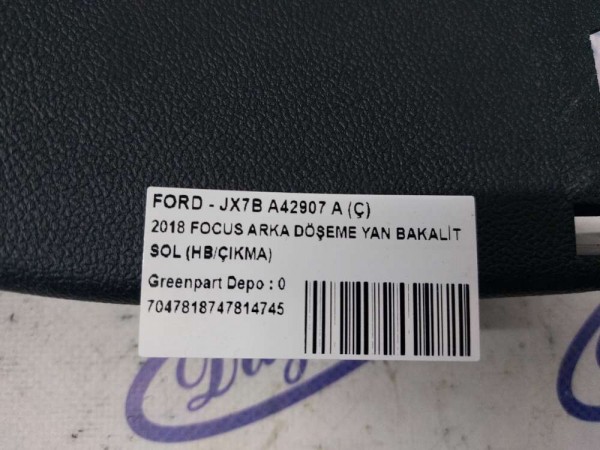 FORD - JX7B A42907 A (Ç)
2018 FOCUS ARKA DÖŞEME YAN BAKALİT
SOL (HB/ÇIKMA)
Greenpart Depo : 0
7047818747814745